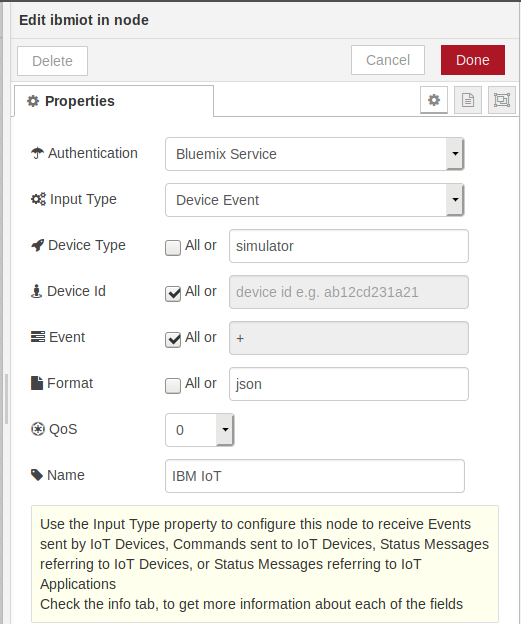 Edit ibmiot in node
Delete
Cancel
Done
Properties
Authentication
Bluemix Service
Input Type
Device Event
Device Type
All or
simulator
Device Id
All or
device id e.g. ab12cd231a21
Event
All or
+
Format
All or
json
QoS
0
Name
IBM IoT
Use the Input Type property to configure this node to receive Events
sent by IoT Devices, Commands sent to IoT Devices, Status Messages
referring to IoT Devices, or Status Messages referring to IoT
Applications
Check the info tab, to get more information about each of the fields